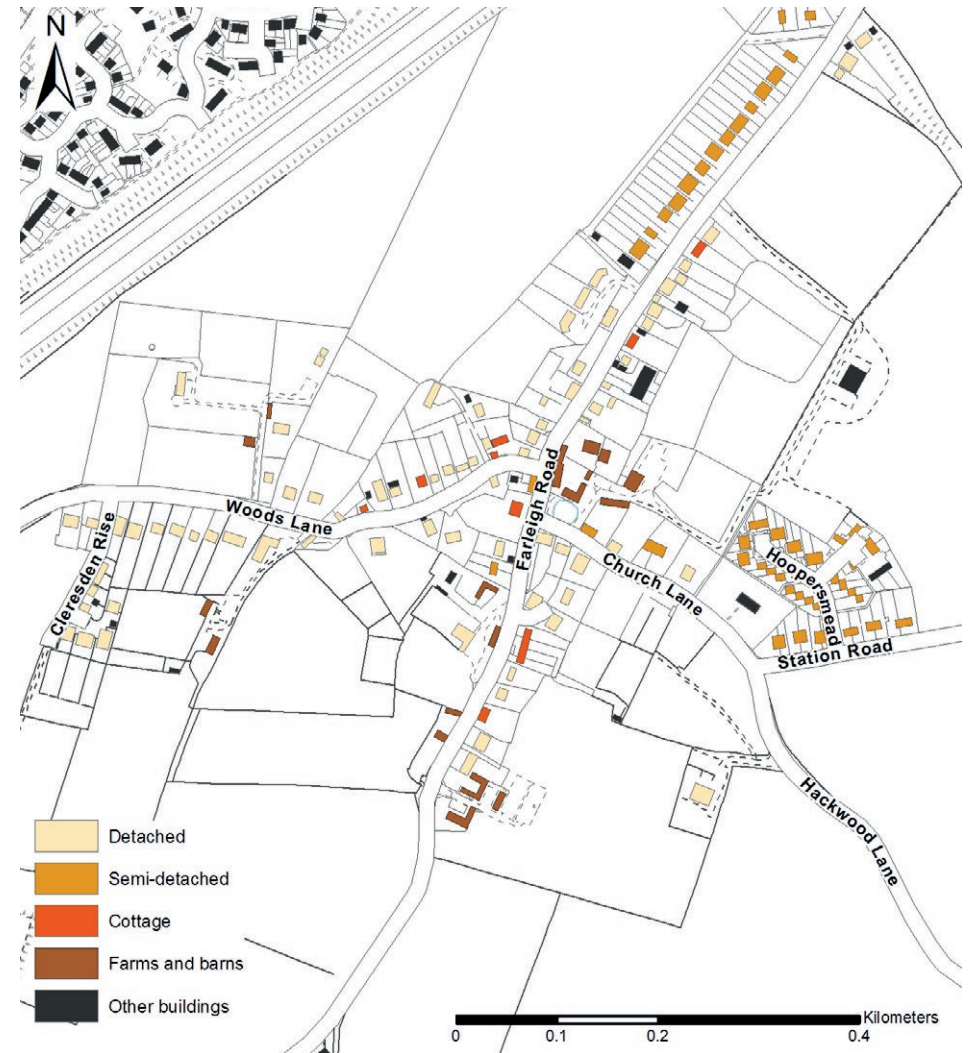 N
Farleigh Road
Woods Lane
Cleresden Rise
Church Lane
Hoopersmead
Station Road
Hackwood Lane
Detached
Semi-detached
Cottage
Farms and barns
Other buildings
Kilometers
0 0.1 0.2 0.4